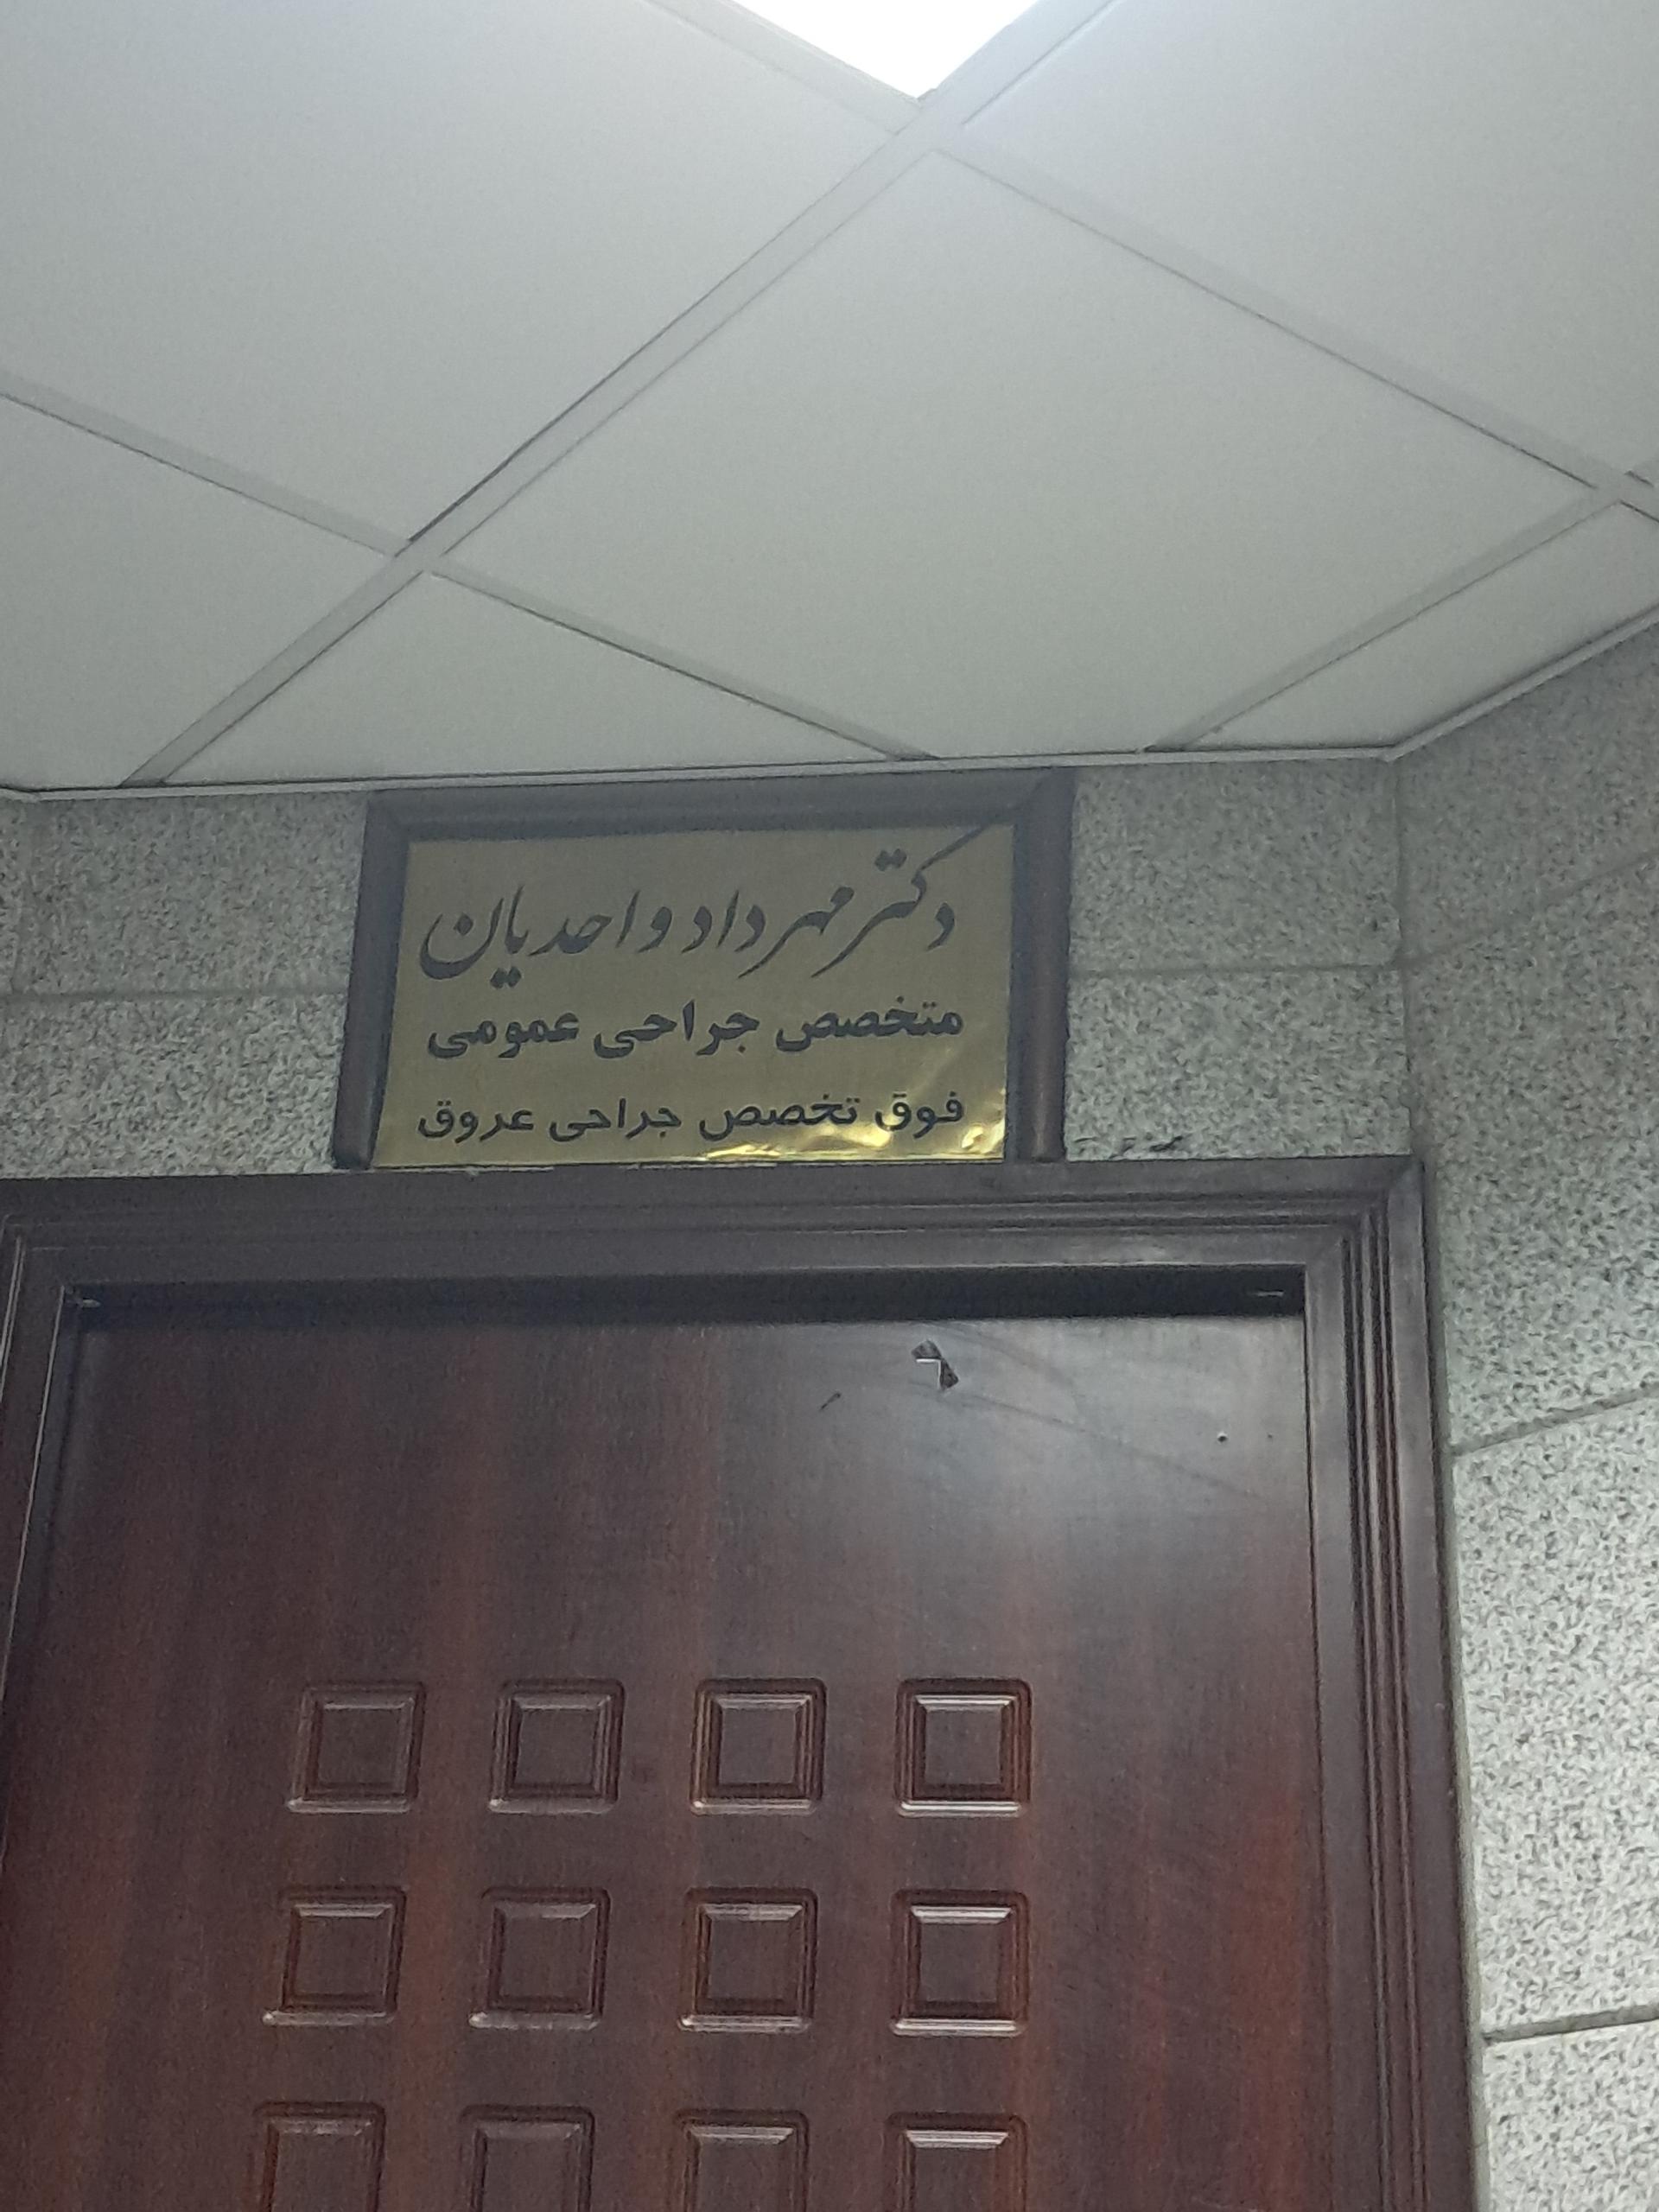 دکتر مهرداد واحدیان
متخصص جراحی عمومی
فوق تخصص جراحی عروق